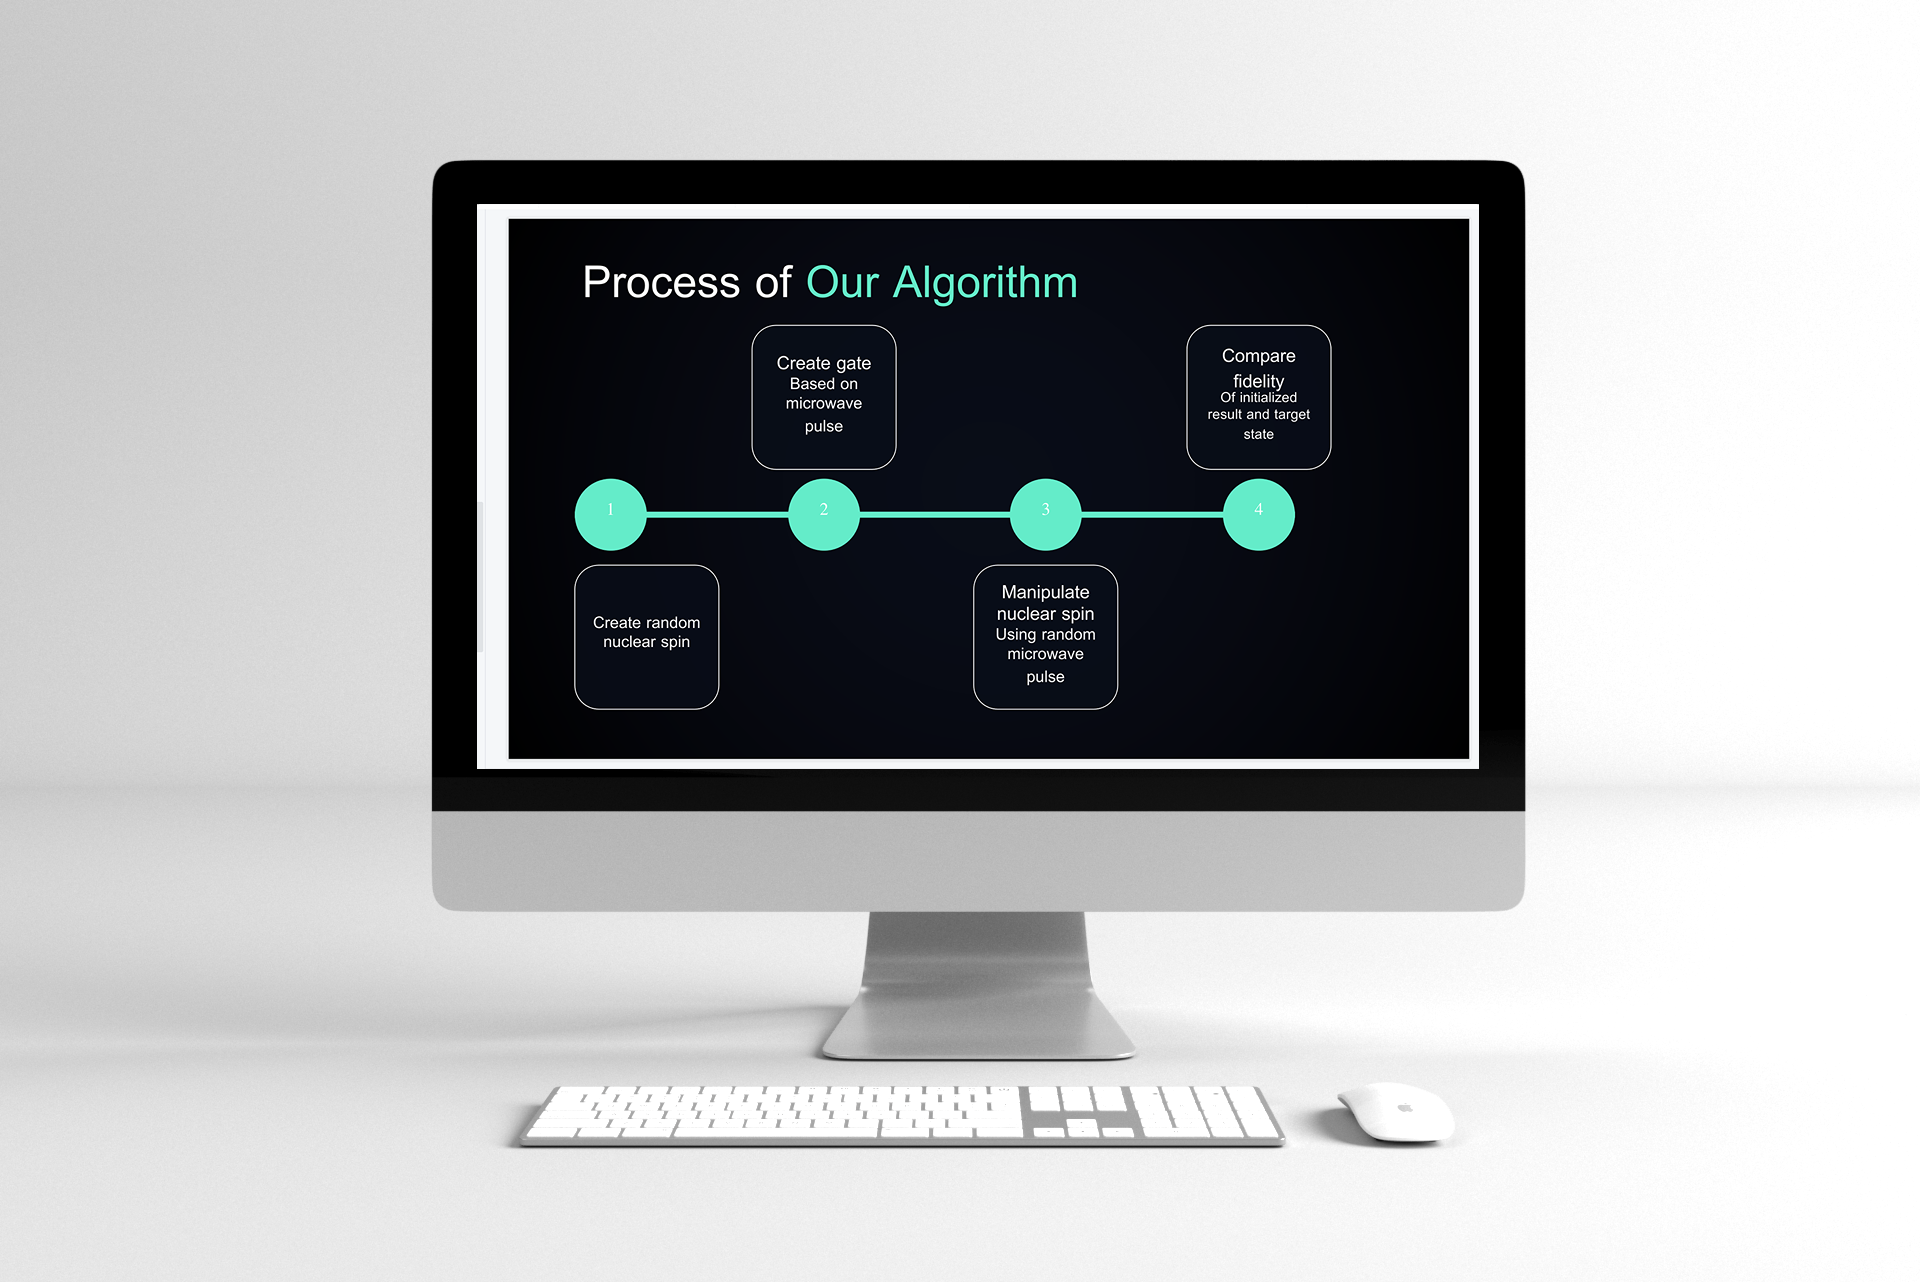 Process of Our Algorithm
Create gate
Based on
microwave
pulse
Compare
fidelity
Of initialized
result and target
state
1
2
3
4
Create random
nuclear spin
Manipulate
nuclear spin
Using random
microwave
pulse